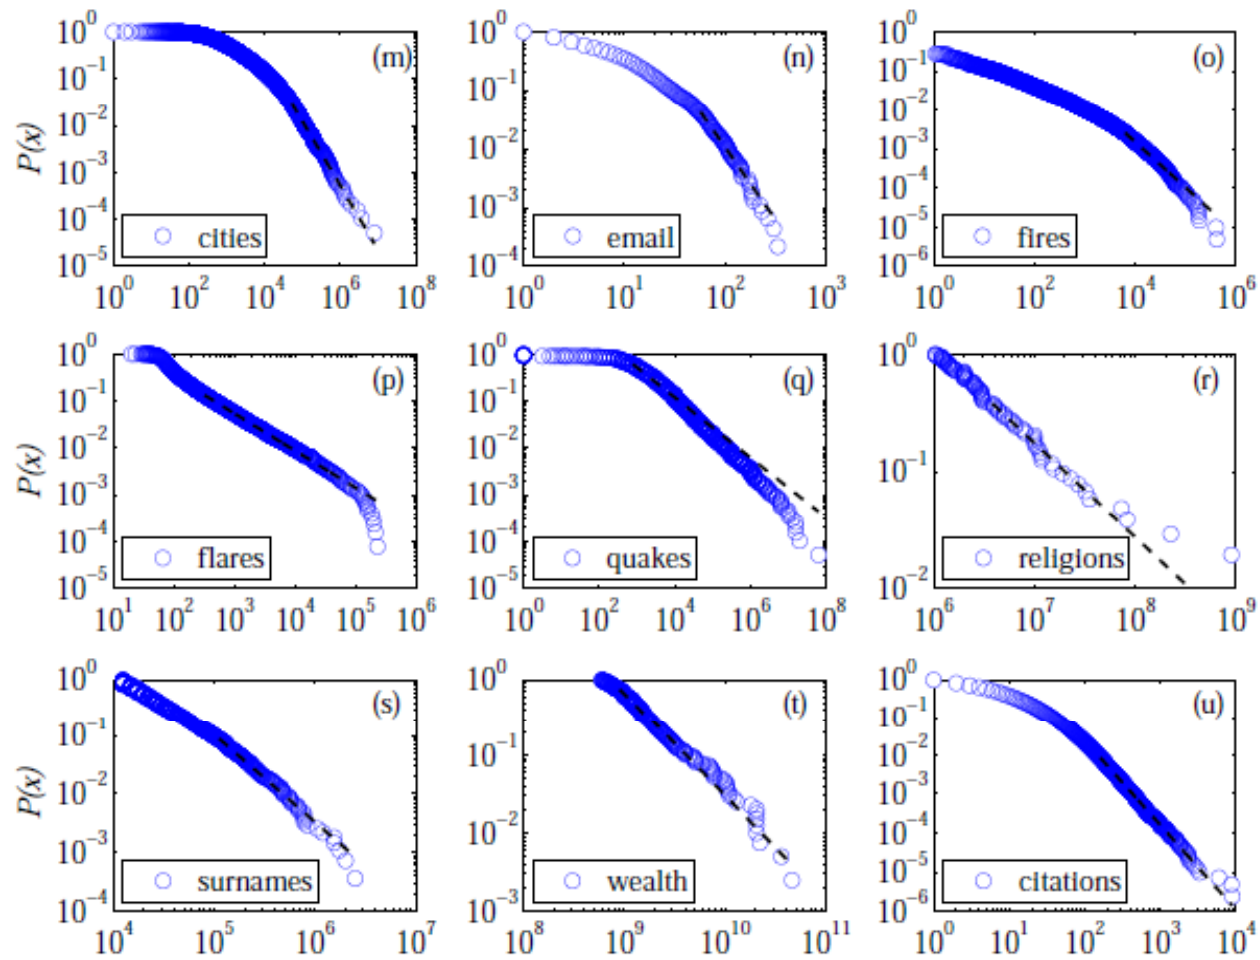 10^0 10^-1 10^-2 10^-3 10^-4 10^-5
P(x)
(m)
cities
10^0 10^2 10^4 10^6 10^8
10^0 10^-1 10^-2 10^-3 10^-4
(n)
email
10^0 10^1 10^2 10^3
10^0 10^-1 10^-2 10^-3 10^-4 10^-5 10^-6
(o)
fires
10^0 10^2 10^4 10^6
10^0 10^-1 10^-2 10^-3 10^-4 10^-5
P(x)
(p)
flares
10^1 10^2 10^3 10^4 10^5 10^6
10^0 10^-1 10^-2 10^-3 10^-4 10^-5
(q)
quakes
10^0 10^2 10^4 10^6 10^8
10^0 10^-1 10^-2
(r)
religions
10^6 10^7 10^8 10^9
10^0 10^-1 10^-2 10^-3 10^-4
P(x)
(s)
surnames
10^4 10^5 10^6 10^7
10^0 10^-1 10^-2 10^-3
(t)
wealth
10^8 10^9 10^10 10^11
10^0 10^-1 10^-2 10^-3 10^-4 10^-5 10^-6
(u)
citations
10^0 10^1 10^2 10^3 10^4